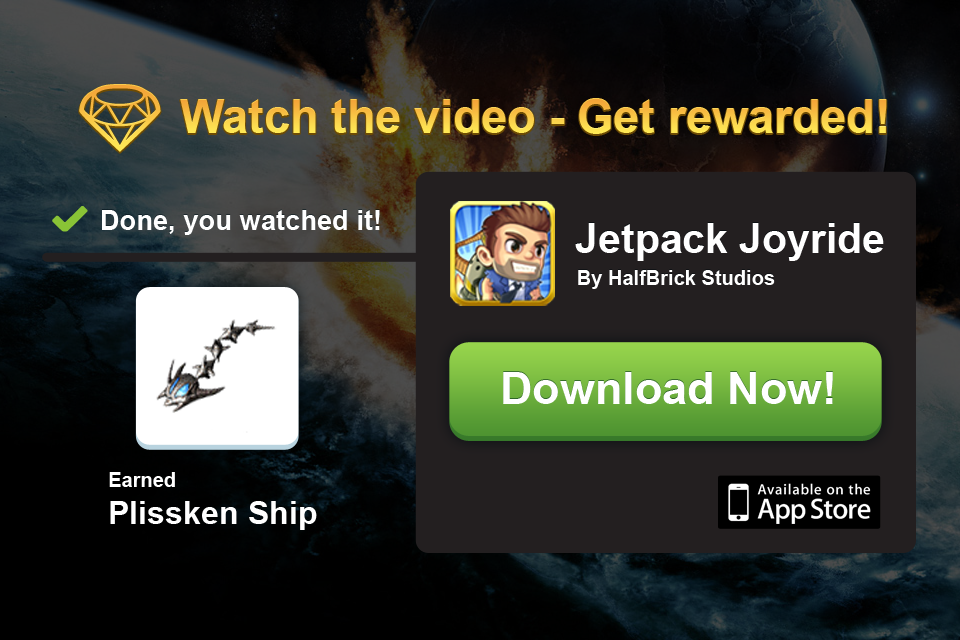 Watch the video - Get rewarded!
Done, you watched it!
Earned
Plissken Ship
Jetpack Joyride
By HalfBrick Studios
Download Now!
Available on the
App Store